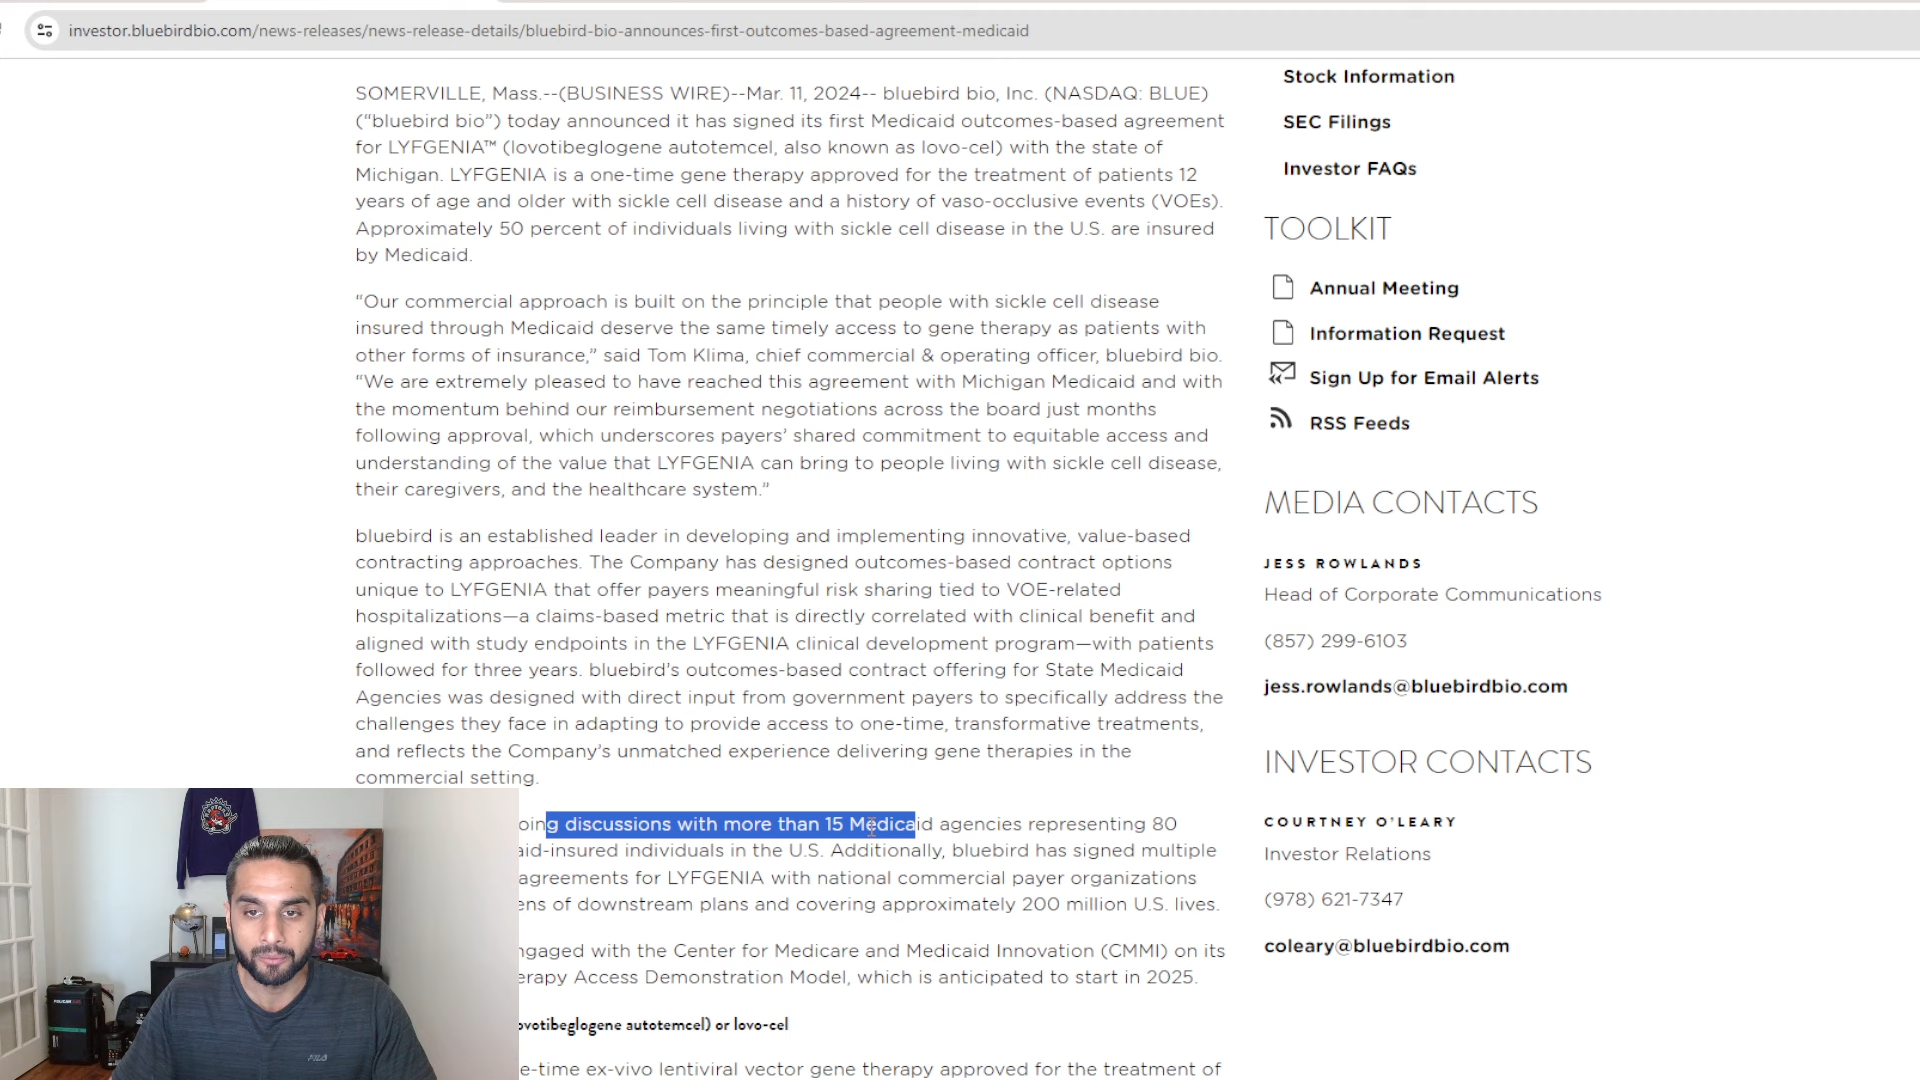 investor.bluebirdbio.com/news-releases/news-release-details/bluebird-bio-announces-first-outcomes-based-agreement-medicaid
SOMERVILLE, Mass.--(BUSINESS WIRE)--Mar. 11, 2024-- bluebird bio, Inc. (NASDAQ: BLUE)
(“bluebird bio”) today announced it has signed its first Medicaid outcomes-based agreement
for LYFGENIA™ (lovotibeglogene autotemcel, also known as lovo-cel) with the state of
Michigan. LYFGENIA is a one-time gene therapy approved for the treatment of patients 12
years of age and older with sickle cell disease and a history of vaso-occlusive events (VOEs).
Approximately 50 percent of individuals living with sickle cell disease in the U.S. are insured
by Medicaid.
“Our commercial approach is built on the principle that people with sickle cell disease
insured through Medicaid deserve the same timely access to gene therapy as patients with
other forms of insurance,” said Tom Klima, chief commercial & operating officer, bluebird bio.
“We are extremely pleased to have reached this agreement with Michigan Medicaid and with
the momentum behind our reimbursement negotiations across the board just months
following approval, which underscores payers’ shared commitment to equitable access and
understanding of the value that LYFGENIA can bring to people living with sickle cell disease,
their caregivers, and the healthcare system.”
bluebird is an established leader in developing and implementing innovative, value-based
contracting approaches. The Company has designed outcomes-based contract options
unique to LYFGENIA that offer payers meaningful risk sharing tied to VOE-related
hospitalizations—a claims-based metric that is directly correlated with clinical benefit and
aligned with study endpoints in the LYFGENIA clinical development program—with patients
followed for three years. bluebird’s outcomes-based contract offering for State Medicaid
Agencies was designed with direct input from government payers to specifically address the
challenges they face in adapting to provide access to one-time, transformative treatments,
and reflects the Company’s unmatched experience delivering gene therapies in the
commercial setting.
oing discussions with more than 15 Medicaid agencies representing 80
aid-insured individuals in the U.S. Additionally, bluebird has signed multiple
agreements for LYFGENIA with national commercial payer organizations
ens of downstream plans and covering approximately 200 million U.S. lives.
ngaged with the Center for Medicare and Medicaid Innovation (CMMI) on its
erapy Access Demonstration Model, which is anticipated to start in 2025.
ovotibeglogene autotemcel) or lovo-cel
e-time ex-vivo lentiviral vector gene therapy approved for the treatment of
Stock Information
SEC Filings
Investor FAQs
TOOLKIT
Annual Meeting
Information Request
Sign Up for Email Alerts
RSS Feeds
MEDIA CONTACTS
JESS ROWLANDS
Head of Corporate Communications
(857) 299-6103
jess.rowlands@bluebirdbio.com
INVESTOR CONTACTS
COURTNEY O’LEARY
Investor Relations
(978) 621-7347
coleary@bluebirdbio.com
FILA